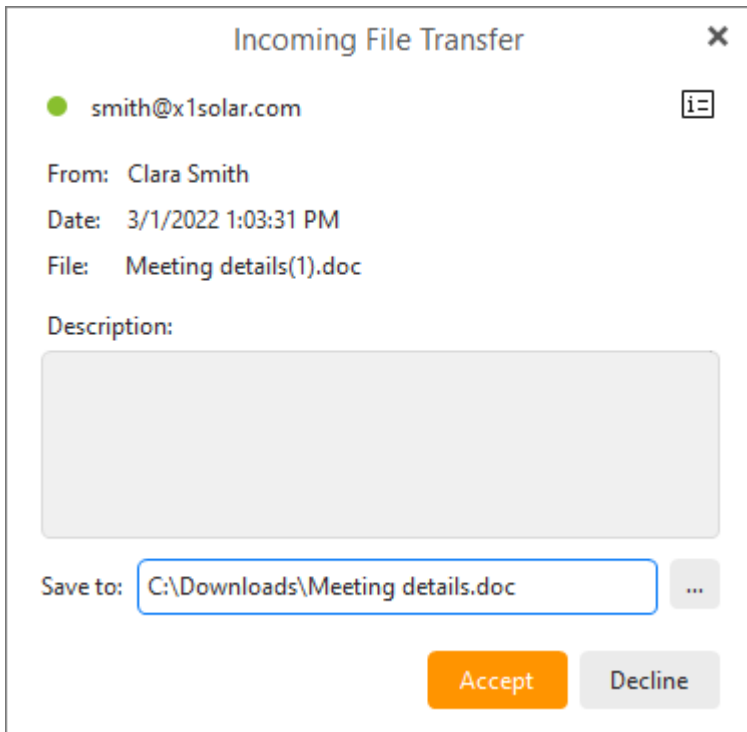 Incoming File Transfer
smith@x1solar.com
From: Clara Smith
Date: 3/1/2022 1:03:31 PM
File: Meeting details(1).doc
Description:
Save to: C:\Downloads\Meeting details.doc ...
Accept Decline